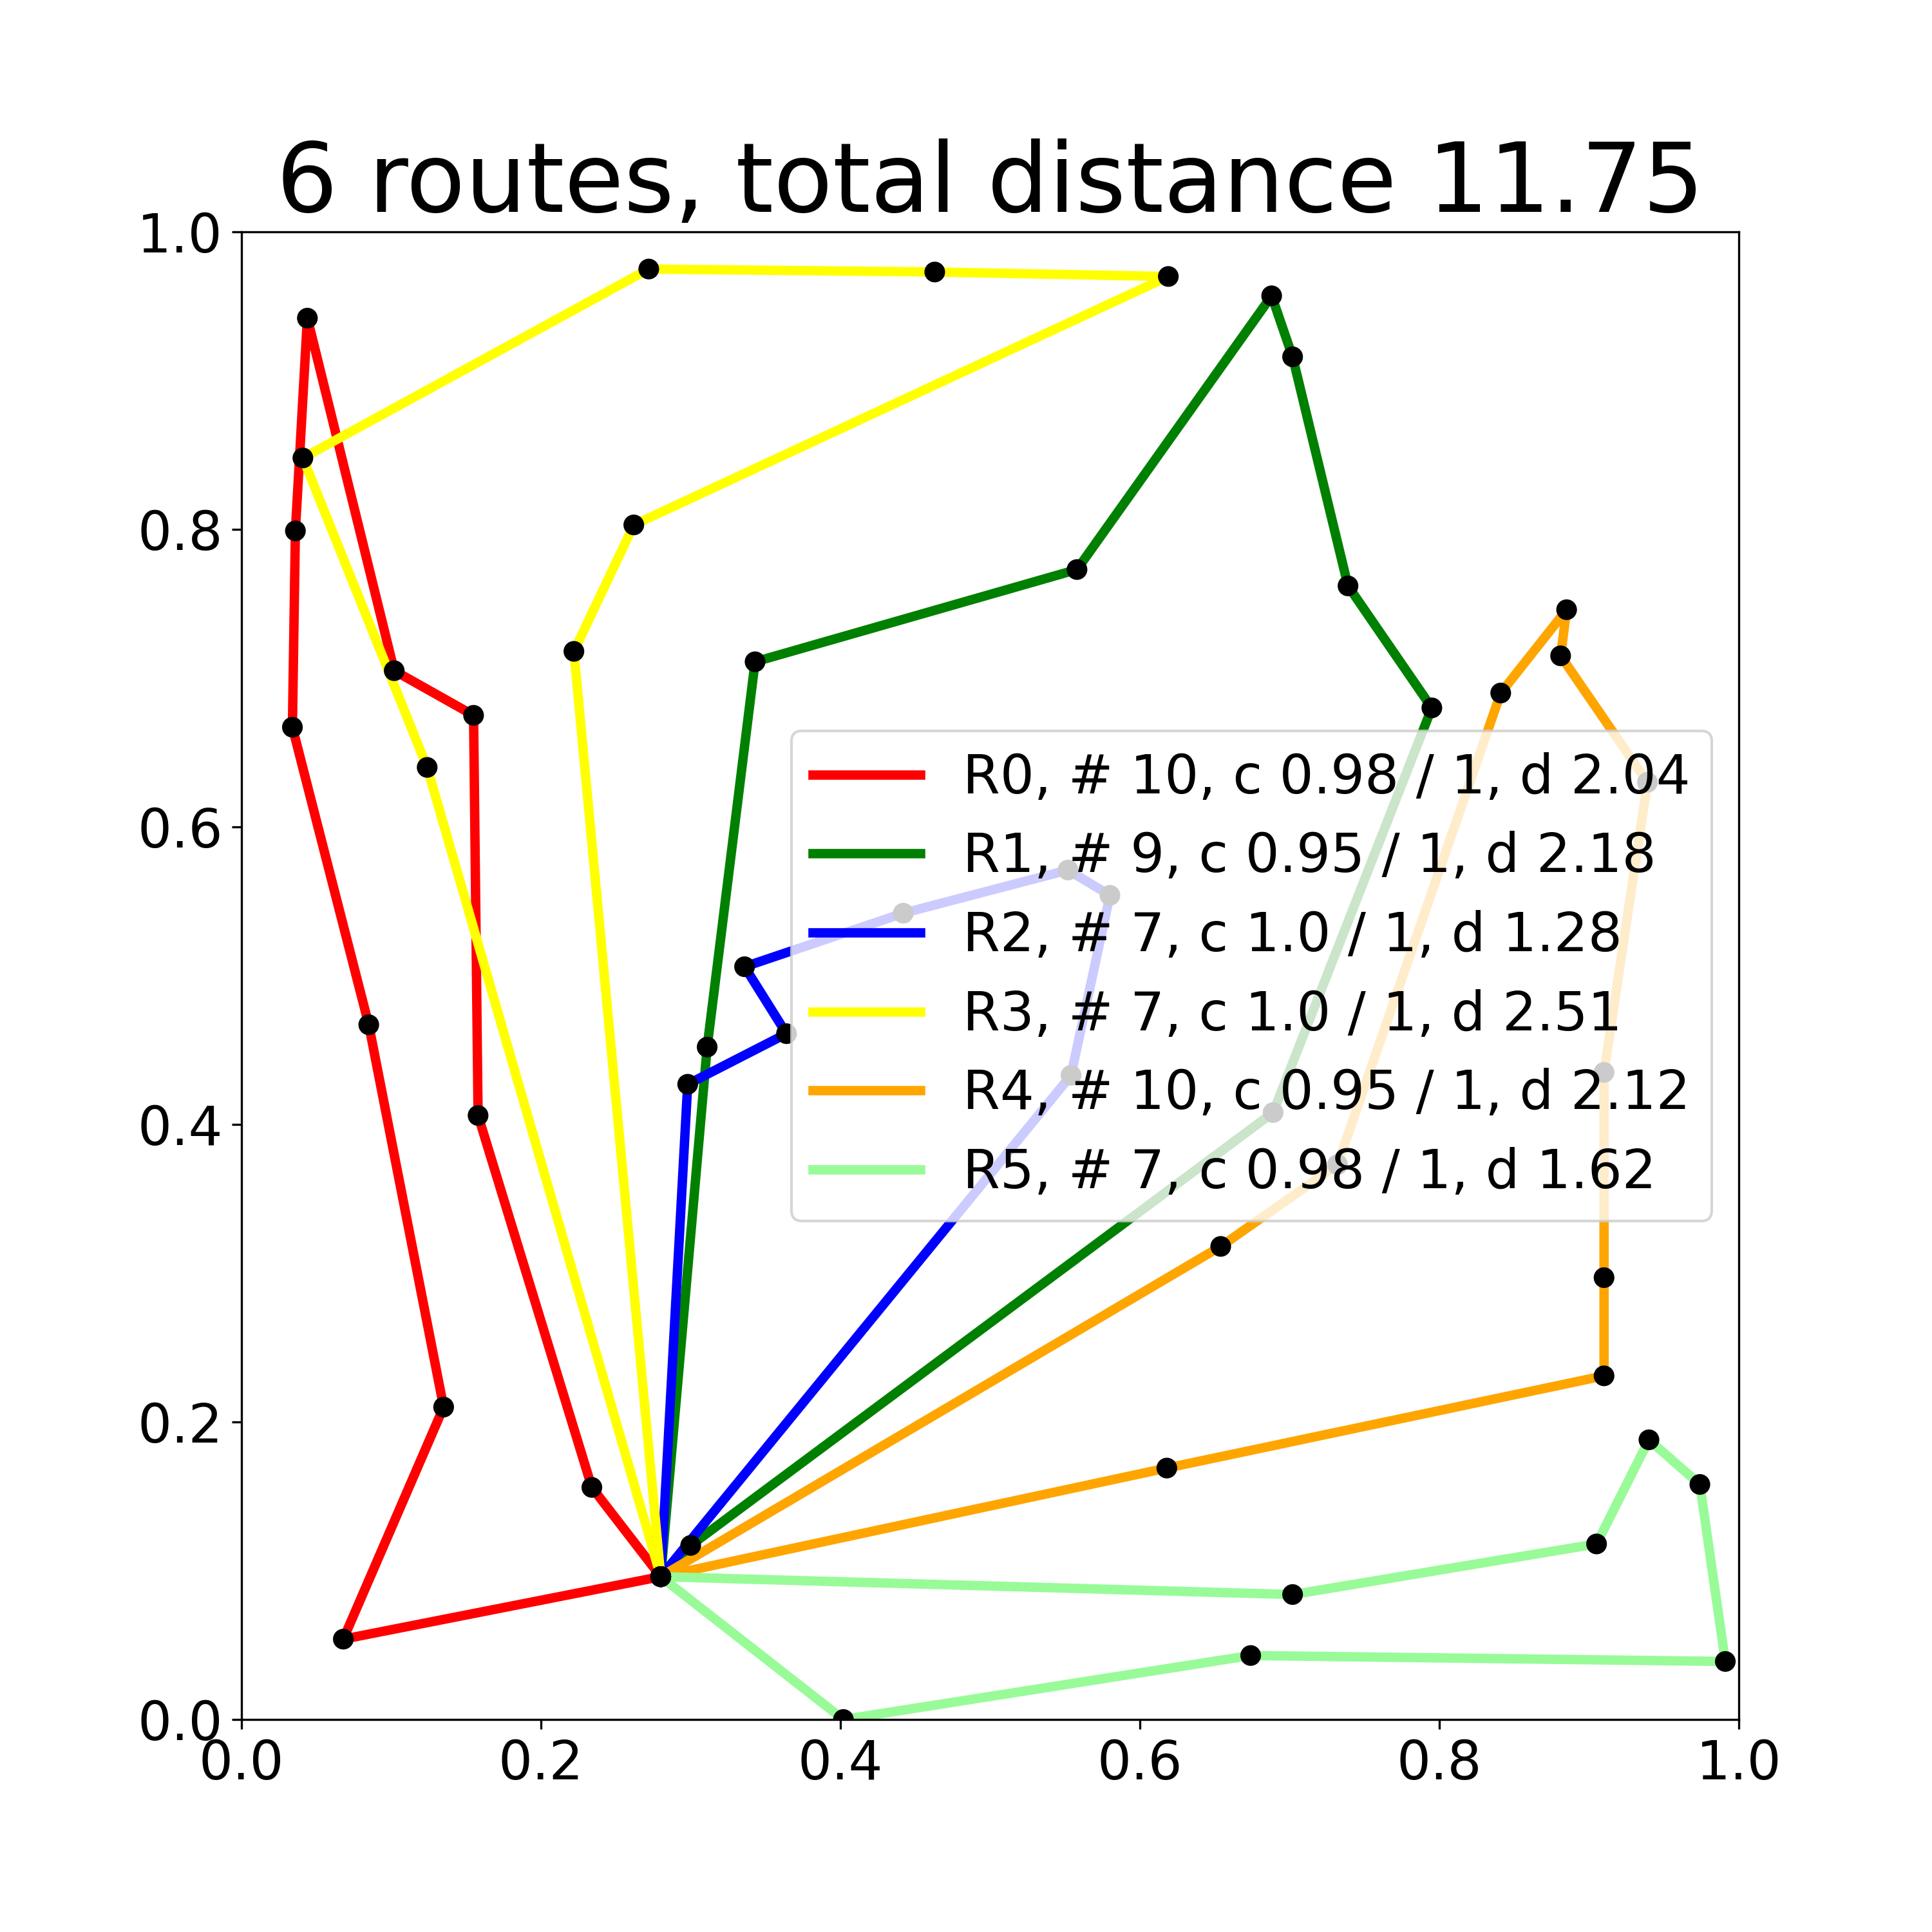 6 routes, total distance 11.75
1.0
0.8
0.6
0.4
0.2
0.0
R0, # 10, c 0.98 / 1, d 2.04
R1, # 9, c 0.95 / 1, d 2.18
R2, # 7, c 1.0 / 1, d 1.28
R3, # 7, c 1.0 / 1, d 2.51
R4, # 10, c 0.95 / 1, d 2.12
R5, # 7, c 0.98 / 1, d 1.62
0.0 0.2 0.4 0.6 0.8 1.0